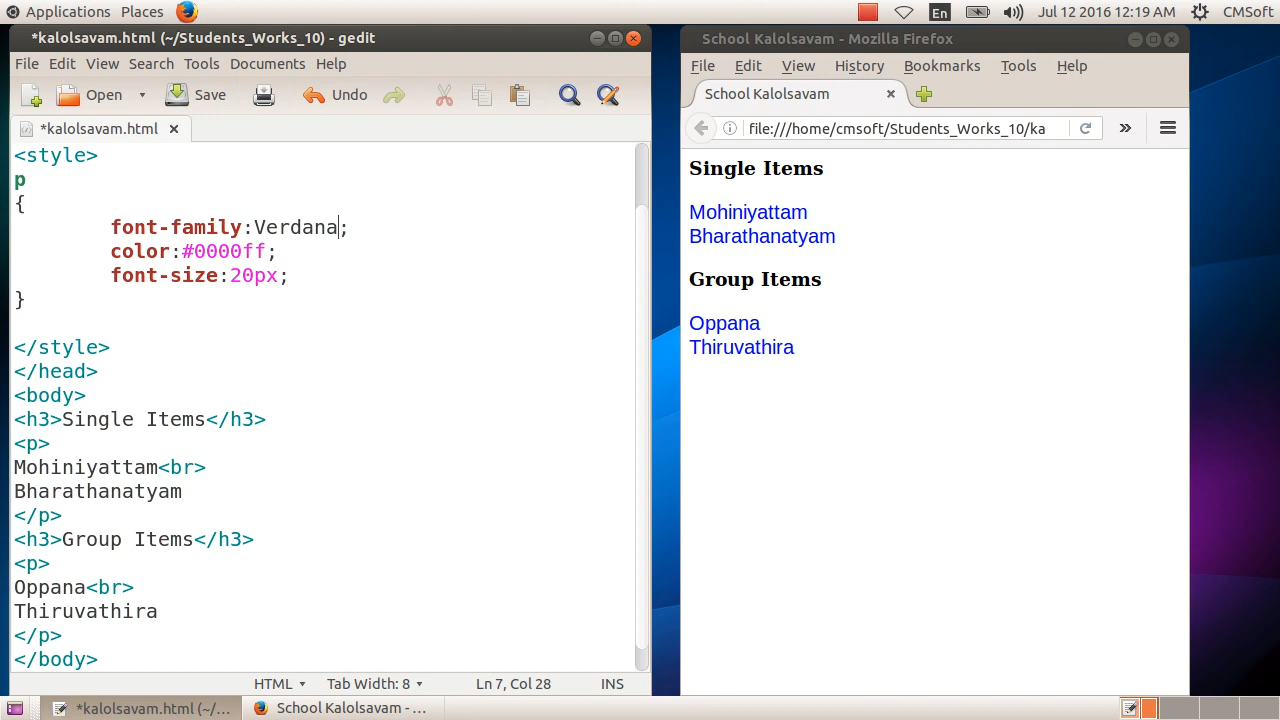 Applications Places En Jul 12 2016 12:19 AM CMSoft
*kalolsavam.html (~/Students_Works_10) - gedit
File Edit View Search Tools Documents Help
Open Save Undo
*kalolsavam.html
<style>
p
{
font-family:Verdana;
color:#0000ff;
font-size:20px;
}
</style>
</head>
<body>
<h3>Single Items</h3>
<p>
Mohiniyattam<br>
Bharathanatyam
</p>
<h3>Group Items</h3>
<p>
Oppana<br>
Thiruvathira
</p>
</body>
HTML Tab Width: 8 Ln 7, Col 28 INS
School Kalolsavam - Mozilla Firefox
File Edit View History Bookmarks Tools Help
School Kalolsavam
file:///home/cmsoft/Students_Works_10/ka
Single Items
Mohiniyattam
Bharathanatyam
Group Items
Oppana
Thiruvathira
*kalolsavam.html (~/... School Kalolsavam - ...